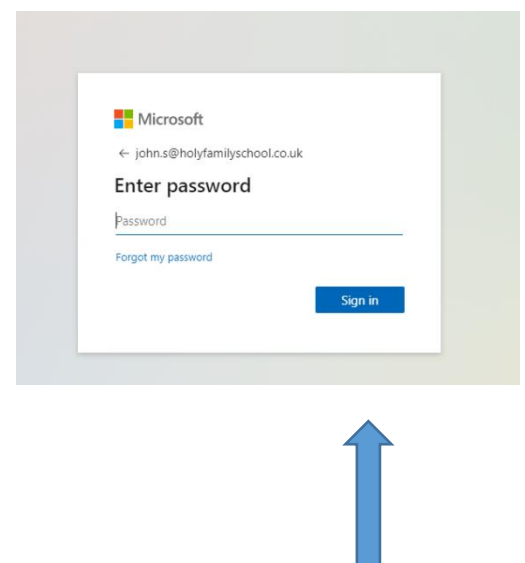 Microsoft
← john.s@holyfamilyschool.co.uk
Enter password
Password
Forgot my password
Sign in